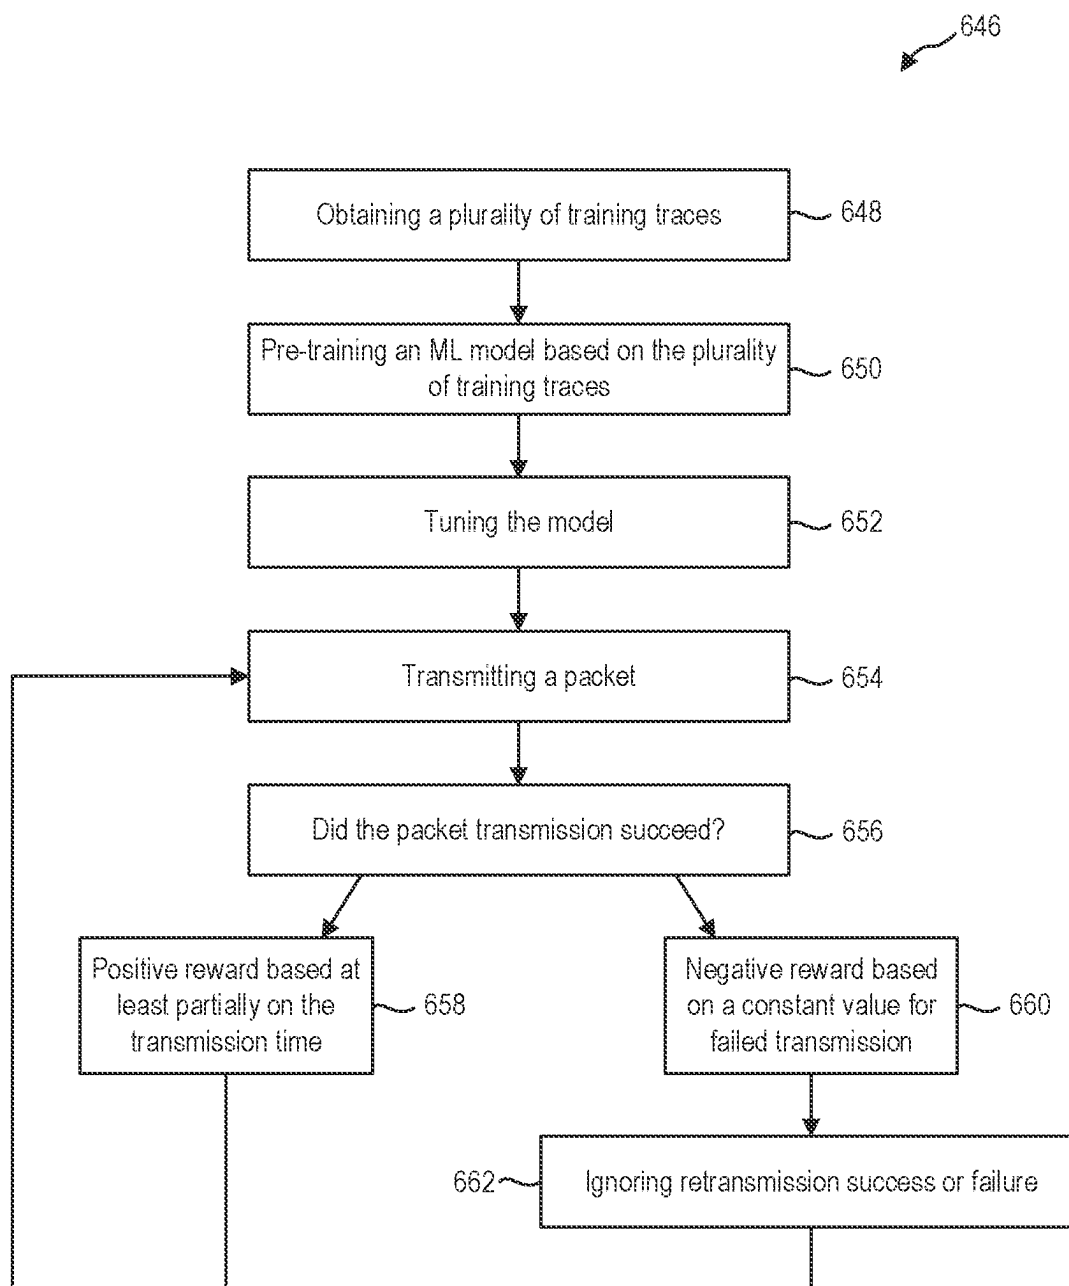 646
Obtaining a plurality of training traces
648
Pre-training an ML model based on the plurality
of training traces
650
Tuning the model
652
Transmitting a packet
654
Did the packet transmission succeed?
656
Positive reward based at
least partially on the
transmission time
658
Negative reward based
on a constant value for
failed transmission
660
662
Ignoring retransmission success or failure